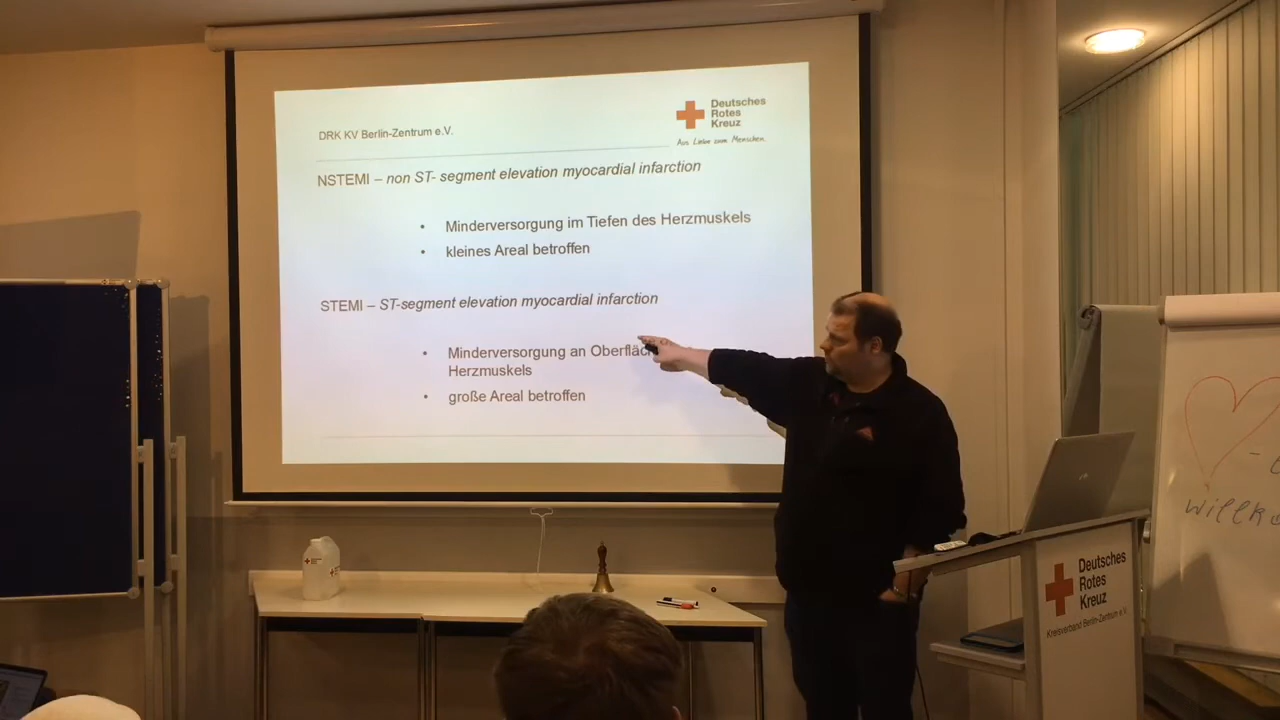 DRK KV Berlin-Zentrum e.V.
Deutsches
Rotes
Kreuz
Aus Liebe zum Menschen.
NSTEMI – non ST- segment elevation myocardial infarction
• Minderversorgung im Tiefen des Herzmuskels
• kleines Areal betroffen
STEMI – ST-segment elevation myocardial infarction
• Minderversorgung an Oberfläc
Herzmuskels
• große Areal betroffen
Deutsches
Rotes
Kreuz
Kreisverband Berlin-Zentrum e.V.
willko